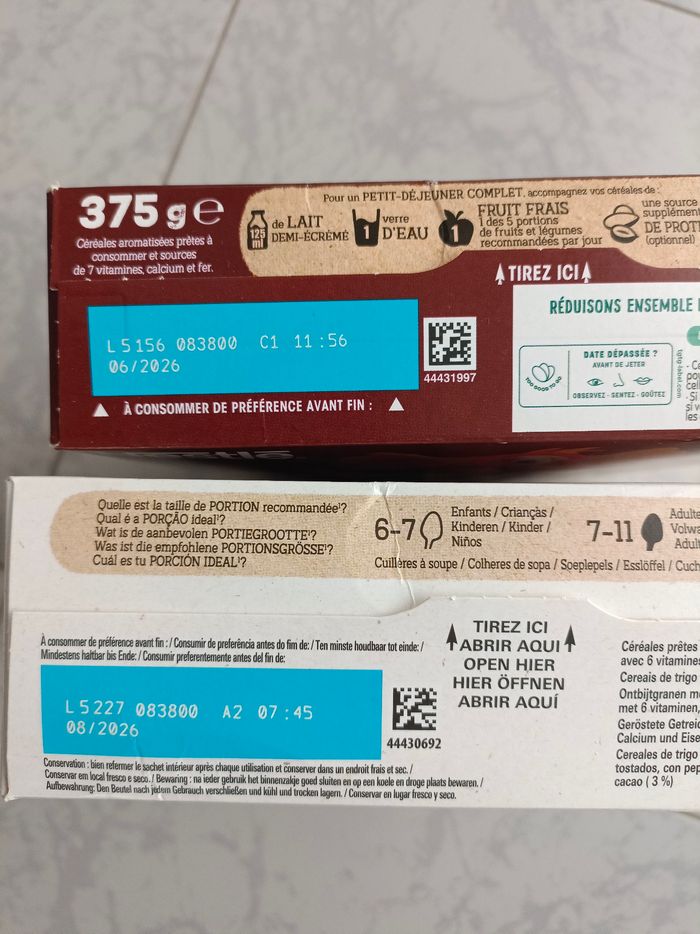 375 g e
Céréales aromatisées prêtes à
consommer et sources
de 7 vitamines, calcium et fer.
Pour un PETIT-DÉJEUNER COMPLET, accompagnez vos céréales de :
125 ml
de LAIT
DEMI-ÉCRÉMÉ
1
verre
D'EAU
1
FRUIT FRAIS
1 des 5 portions
de fruits et légumes
recommandées par jour
une source
(optionnel)
TIREZ ICI
L5156 083800 C1 11:56
06/2026
44431997
À CONSOMMER DE PRÉFÉRENCE AVANT FIN :
RÉDUISONS ENSEMBLE
TOO GOOD TO GO
DATE DÉPASSÉE ?
AVANT DE JETER
OBSERVEZ · SENTEZ · GOÛTEZ
tgtg-label.com
Quelle est la taille de PORTION recommandée¹?
Qual é a PORÇÃO ideal¹?
Wat is de aanbevolen PORTIEGROOTTE¹?
Was ist die empfohlene PORTIONSGRÖSSE¹?
Cuál es tu PORCIÓN IDEAL¹?
6-7
Enfants / Crianças /
Kinderen / Kinder /
Niños
7-11
Cuillères à soupe / Colheres de sopa / Soeplepels / Esslöffel /
À consommer de préférence avant fin : / Consumir de preferência antes do fim de: / Ten minste houdbaar tot einde: /
Mindestens haltbar bis Ende: / Consumir preferentemente antes del fin de:
L5227 083800 A2 07:45
08/2026
44430692
TIREZ ICI
ABRIR AQUI
OPEN HIER
HIER ÖFFNEN
ABRIR AQUÍ
Conservation : bien refermer le sachet intérieur après chaque utilisation et conserver dans un endroit frais et sec. /
Conservar em local fresco e seco. / Bewaring : na ieder gebruik het binnenzakje goed sluiten en op een koele en droge plaats bewaren. /
Aufbewahrung: Den Beutel nach jedem Gebrauch verschließen und kühl und trocken lagern. / Conservar en lugar fresco y seco.
Céréales prêtes
avec 6 vitamines
Cereais de trigo
Ontbijtgranen
met 6 vitaminen,
Geröstete
Calcium und
Cereales de trigo
tostados, con
cacao (3 %)